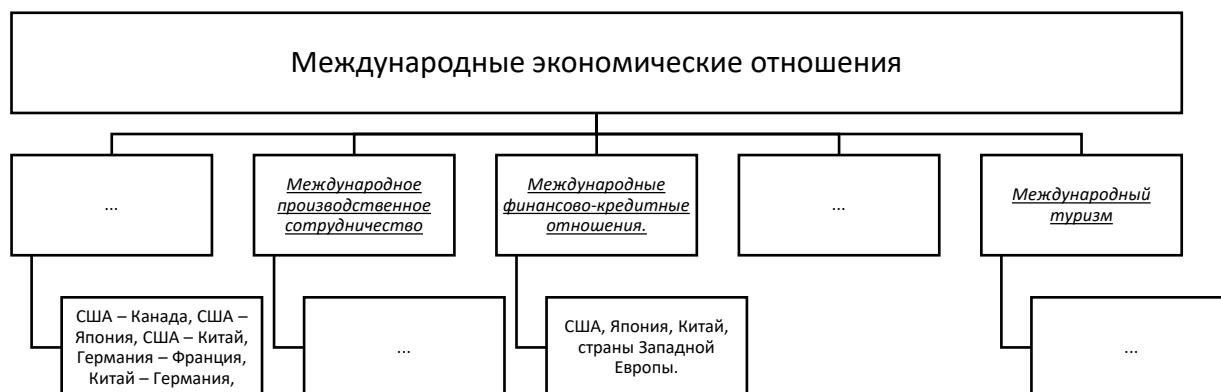 Международные экономические отношения
...
Международное
производственное
сотрудничество
Международные
финансово-кредитные
отношения.
...
Международный
туризм
США – Канада, США –
Япония, США – Китай,
Германия – Франция,
Китай – Германия,
...
США, Япония, Китай,
страны Западной
Европы.
...